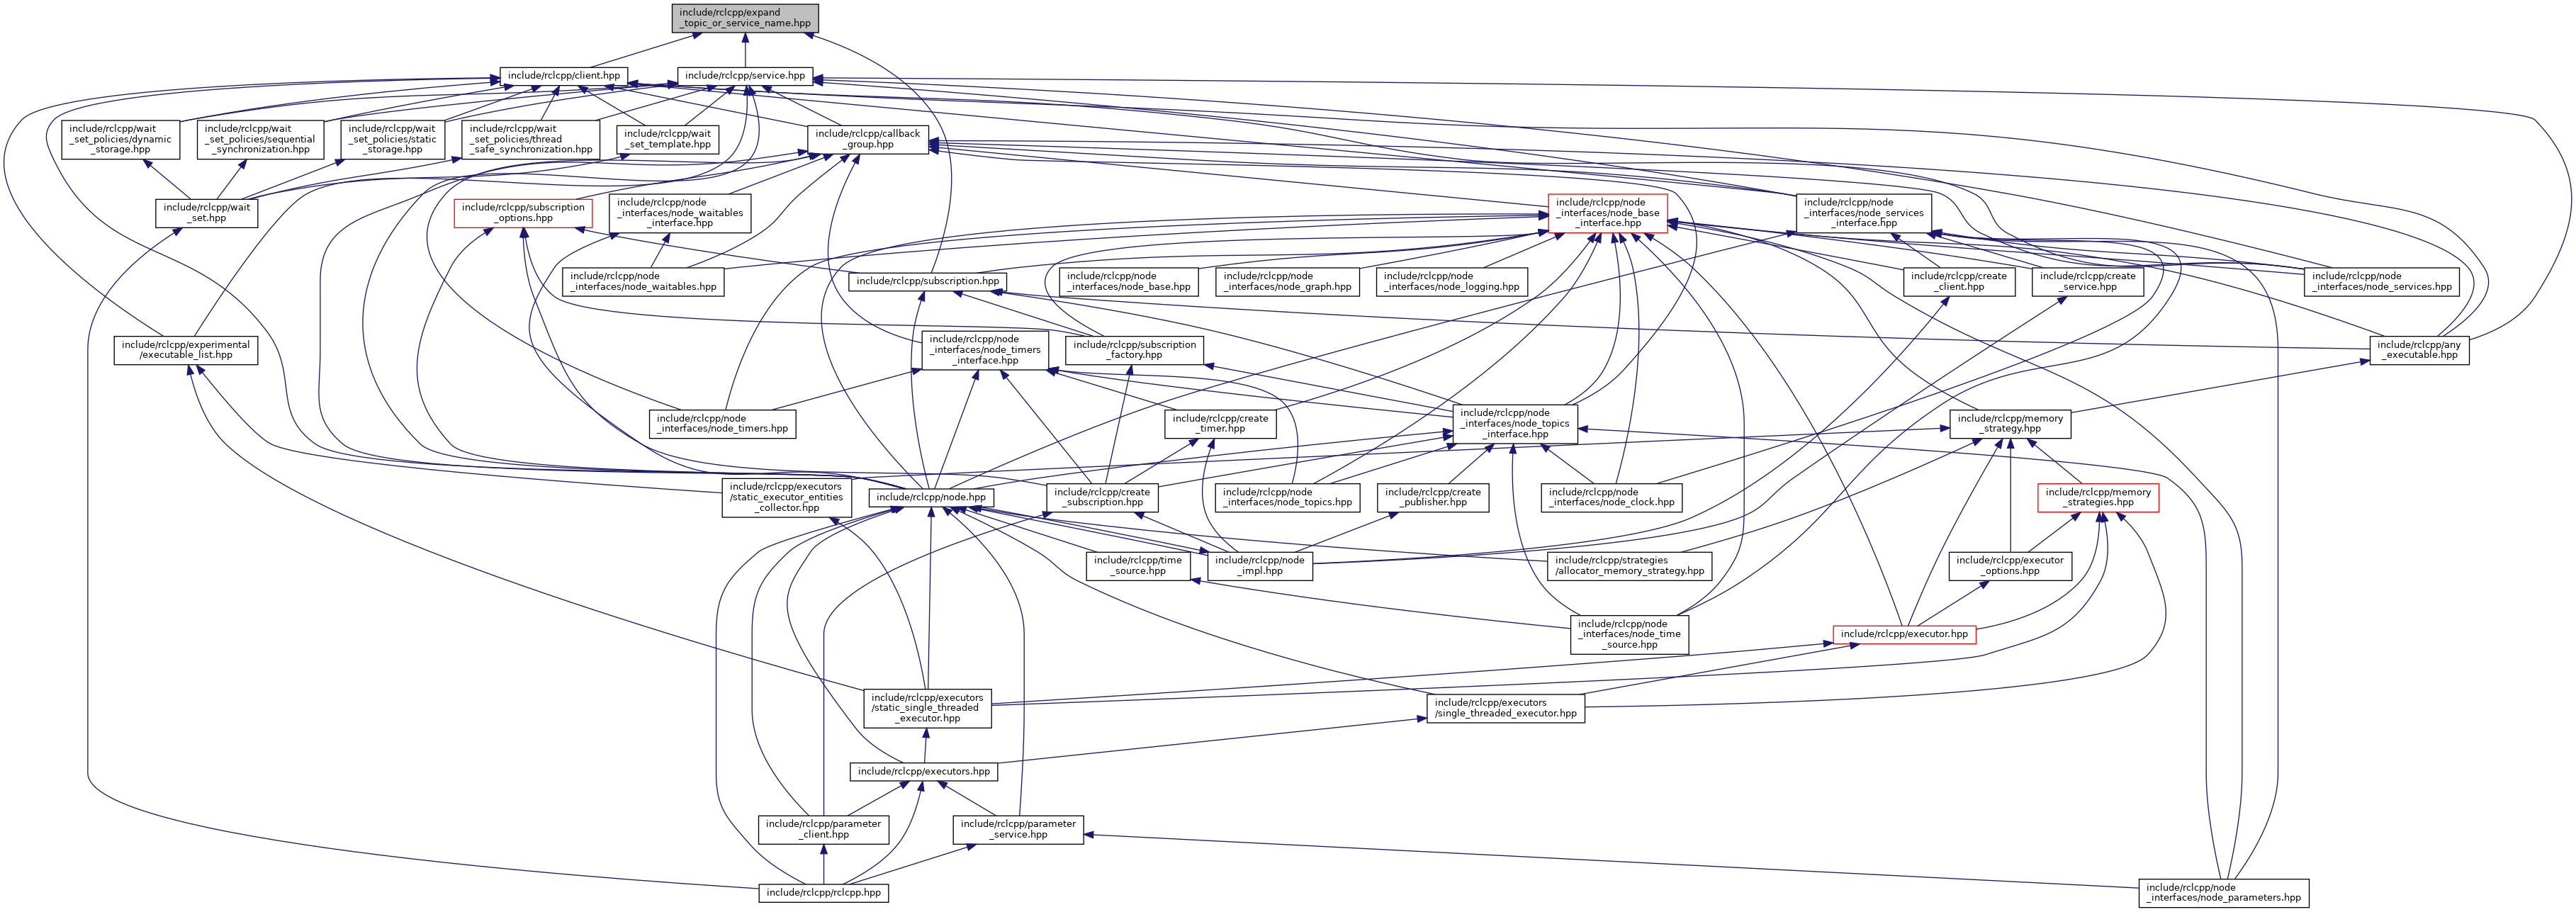 include/rclcpp/expand
_topic_or_service_name.hpp
include/rclcpp/client.hpp
include/rclcpp/service.hpp
include/rclcpp/wait
_set_policies/dynamic
_storage.hpp
include/rclcpp/wait
_set_policies/sequential
_synchronization.hpp
include/rclcpp/wait
_set_policies/static
_storage.hpp
include/rclcpp/wait
_set_policies/thread
_safe_synchronization.hpp
include/rclcpp/wait
_set_template.hpp
include/rclcpp/callback
_group.hpp
include/rclcpp/wait
_set.hpp
include/rclcpp/subscription
_options.hpp
include/rclcpp/node
_interfaces/node_waitables
_interface.hpp
include/rclcpp/node
_interfaces/node_base
_interface.hpp
include/rclcpp/node
_interfaces/node_services
_interface.hpp
include/rclcpp/node
_interfaces/node_waitables.hpp
include/rclcpp/subscription.hpp
include/rclcpp/node
_interfaces/node_base.hpp
include/rclcpp/node
_interfaces/node_graph.hpp
include/rclcpp/node
_interfaces/node_logging.hpp
include/rclcpp/create
_client.hpp
include/rclcpp/create
_service.hpp
include/rclcpp/node
_interfaces/node_services.hpp
include/rclcpp/experimental
/executable_list.hpp
include/rclcpp/node
_interfaces/node_timers
_interface.hpp
include/rclcpp/subscription
_factory.hpp
include/rclcpp/any
_executable.hpp
include/rclcpp/node
_interfaces/node_timers.hpp
include/rclcpp/create
_timer.hpp
include/rclcpp/node
_interfaces/node_topics
_interface.hpp
include/rclcpp/memory
_strategy.hpp
include/rclcpp/executors
/static_executor_entities
_collector.hpp
include/rclcpp/node.hpp
include/rclcpp/create
_subscription.hpp
include/rclcpp/node
_interfaces/node_topics.hpp
include/rclcpp/create
_publisher.hpp
include/rclcpp/node
_interfaces/node_clock.hpp
include/rclcpp/memory
_strategies.hpp
include/rclcpp/time
_source.hpp
include/rclcpp/node
_impl.hpp
include/rclcpp/strategies
/allocator_memory_strategy.hpp
include/rclcpp/executor
_options.hpp
include/rclcpp/node
_interfaces/node_time
_source.hpp
include/rclcpp/executor.hpp
include/rclcpp/executors
/static_single_threaded
_executor.hpp
include/rclcpp/executors
/single_threaded_executor.hpp
include/rclcpp/executors.hpp
include/rclcpp/parameter
_client.hpp
include/rclcpp/parameter
_service.hpp
include/rclcpp/rclcpp.hpp
include/rclcpp/node
_interfaces/node_parameters.hpp